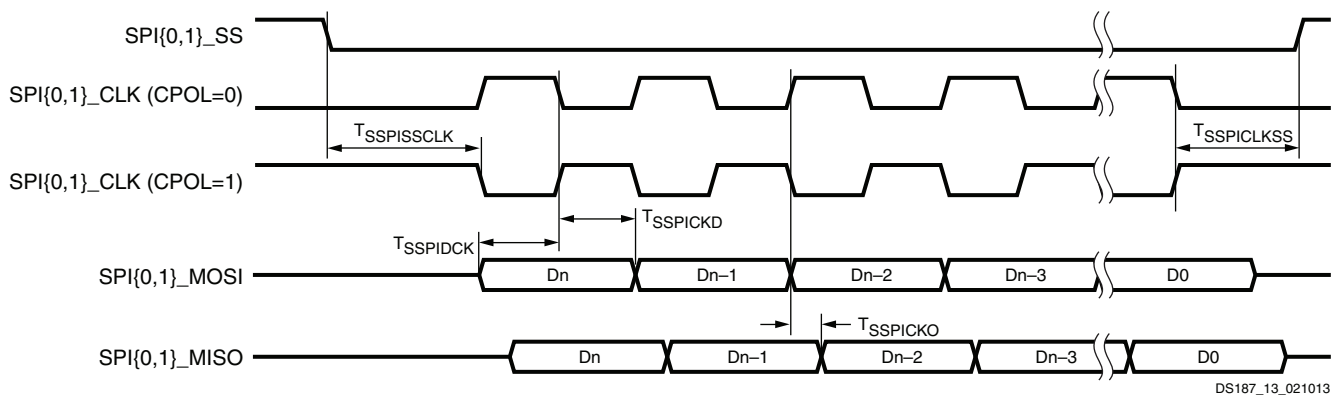 SPI{0,1}_SS
SPI{0,1}_CLK (CPOL=0)
TSSPISSCLK
TSSPICLKSS
SPI{0,1}_CLK (CPOL=1)
TSSPICKD
TSSPIDCK
SPI{0,1}_MOSI Dn Dn–1 Dn–2 Dn–3 D0
TSSPICKO
SPI{0,1}_MISO Dn Dn–1 Dn–2 Dn–3 D0
DS187_13_021013